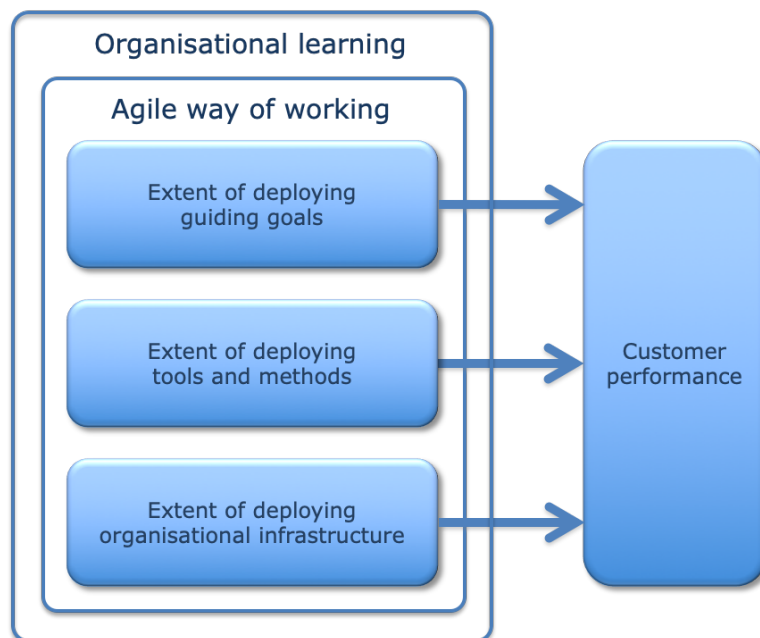 Organisational learning
Agile way of working
Extent of deploying
guiding goals
Extent of deploying
tools and methods
Extent of deploying
organisational infrastructure
Customer
performance